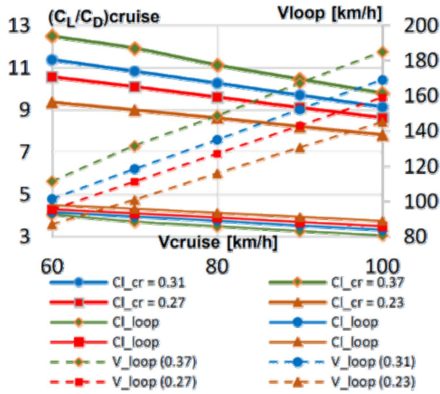 (CL/CD)cruise Vloop [km/h]
13 200
180
11 160
9 140
7 120
5 100
3 Vcruise [km/h] 80
60 80 100
Cl_cr = 0.31 Cl_cr = 0.37
Cl_cr = 0.27 Cl_cr = 0.23
Cl_loop Cl_loop
Cl_loop Cl_loop
V_loop (0.37) V_loop (0.31)
V_loop (0.27) V_loop (0.23)